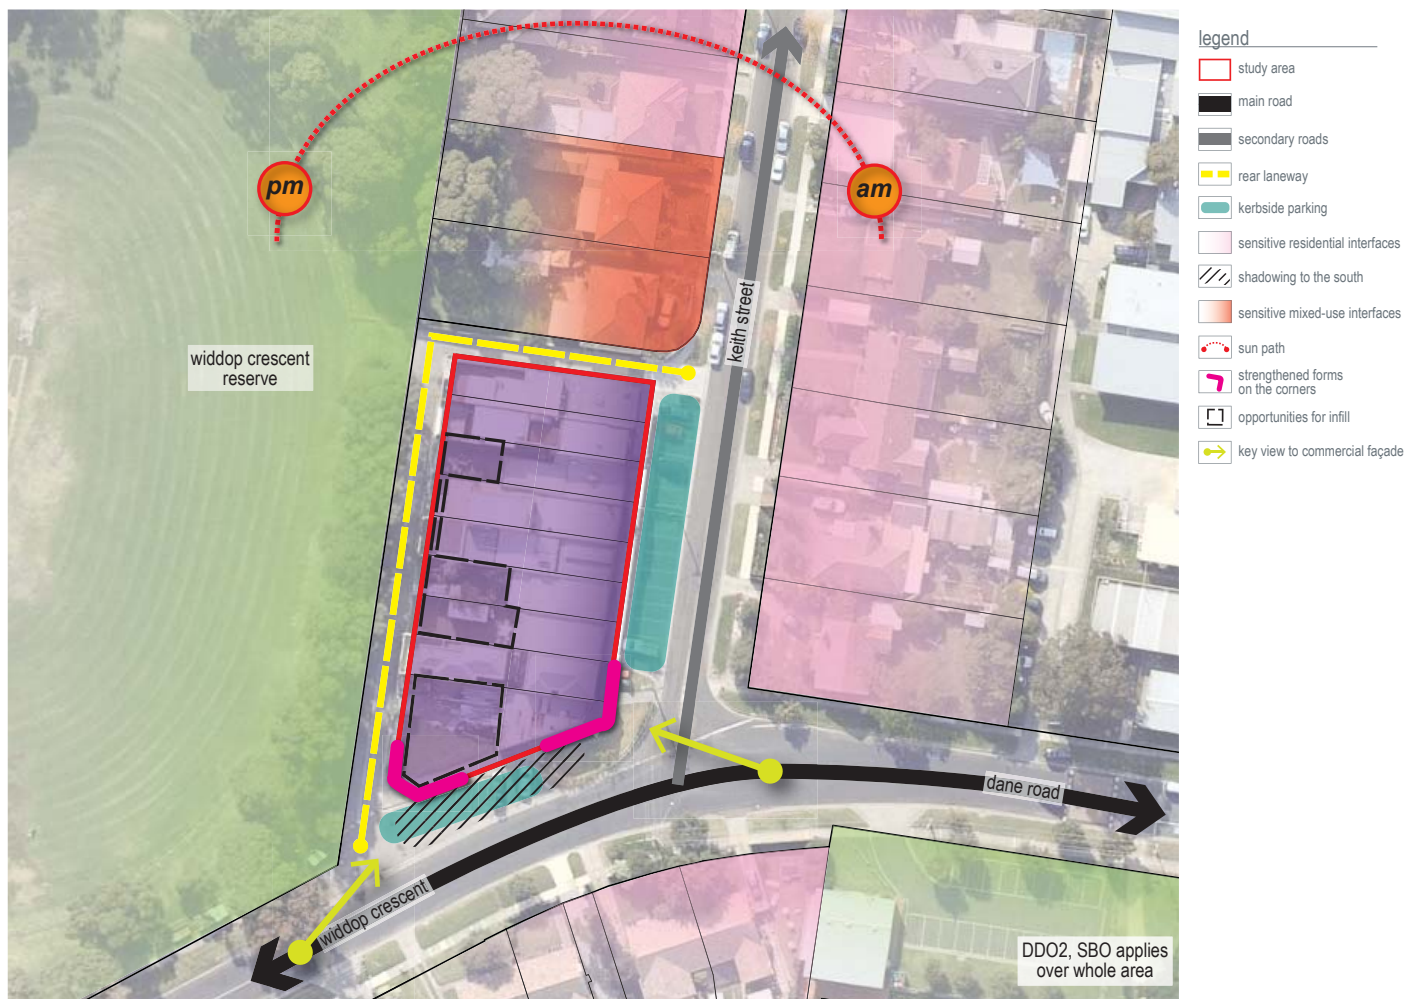 pm
am
keith street
widdop crescent
reserve
dane road
widdop crescent
DDO2, SBO applies
over whole area
legend
study area
main road
secondary roads
rear laneway
kerbside parking
sensitive residential interfaces
shadowing to the south
sensitive mixed-use interfaces
sun path
strengthened forms
on the corners
opportunities for infill
key view to commercial façade